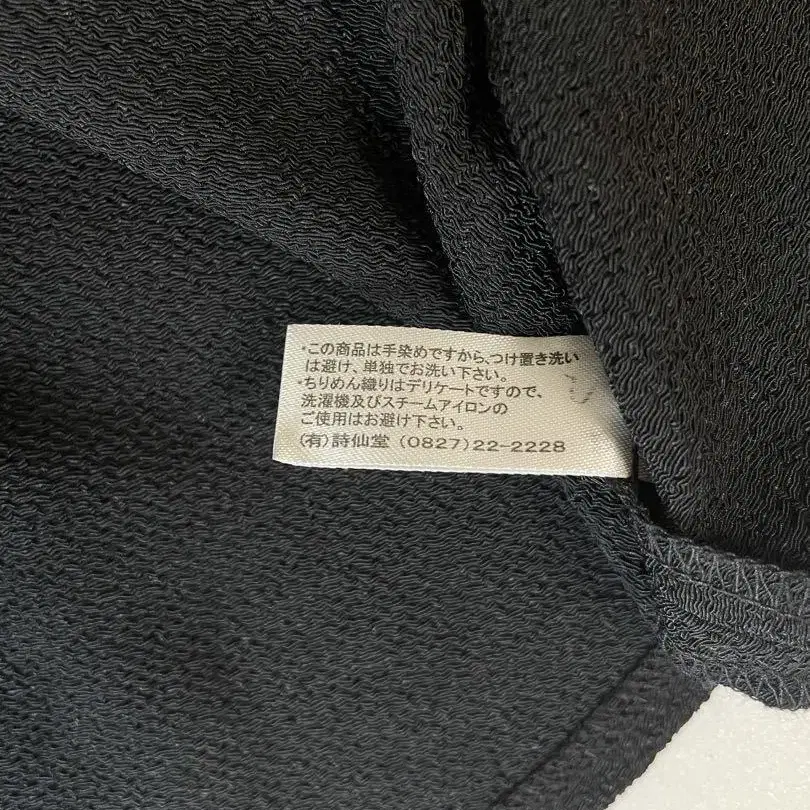 ・この商品は手染めですから、つけ置き洗い
は避け、単独でお洗い下さい。
・ちりめん織りはデリケートですので、
洗濯機及びスチームアイロンの
ご使用はお避け下さい。
(有)詩仙堂 (0827)22-2228